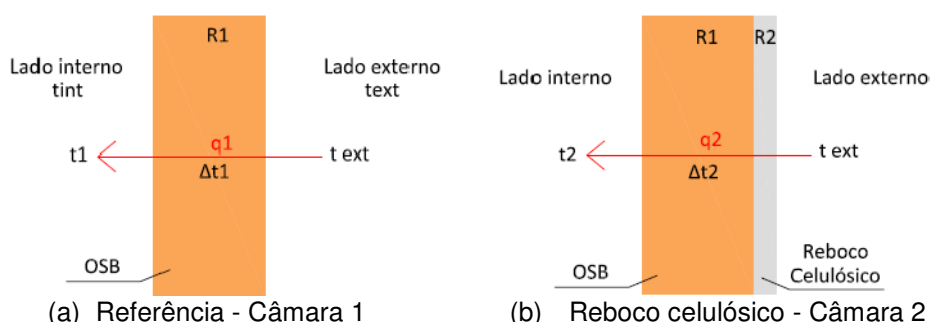 R1
Lado interno
tint
Lado externo
text
t1
q1
t ext
Δt1
OSB
(a) Referência - Câmara 1
R1
R2
Lado interno
Lado externo
t2
q2
t ext
Δt2
OSB
Reboco
Celulósico
(b) Reboco celulósico - Câmara 2